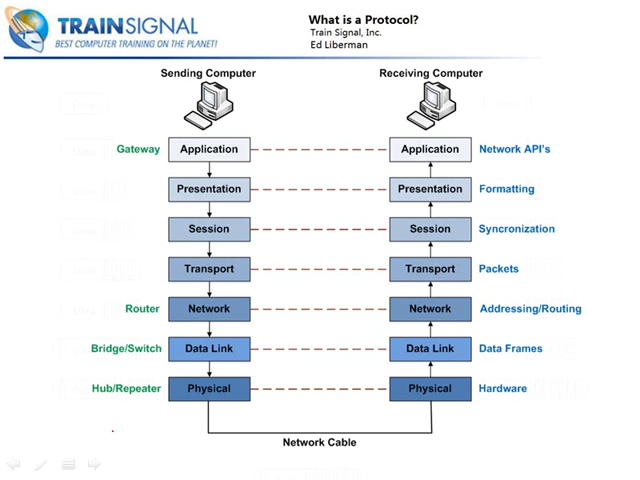 TRAINSIGNAL
BEST COMPUTER TRAINING ON THE PLANET!
What is a Protocol?
Train Signal, Inc.
Ed Liberman
Sending Computer
Receiving Computer
Gateway Application Application Network API's
Presentation Presentation Formatting
Session Session Syncronization
Transport Transport Packets
Router Network Network Addressing/Routing
Bridge/Switch Data Link Data Link Data Frames
Hub/Repeater Physical Physical Hardware
Network Cable